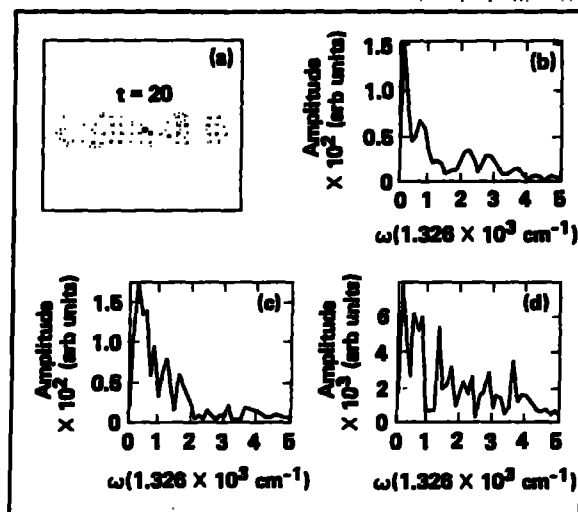 (a)
t = 20
(b)
Amplitude
× 10² (arb units)
1.5
1.0
0.5
0
0 1 2 3 4 5
ω(1.326 × 10³ cm⁻¹)
(c)
Amplitude
× 10² (arb units)
1.5
1.0
0.5
0
0 1 2 3 4 5
ω(1.326 × 10³ cm⁻¹)
(d)
Amplitude
× 10³ (arb units)
6
4
2
0
0 1 2 3 4 5
ω(1.326 × 10³ cm⁻¹)